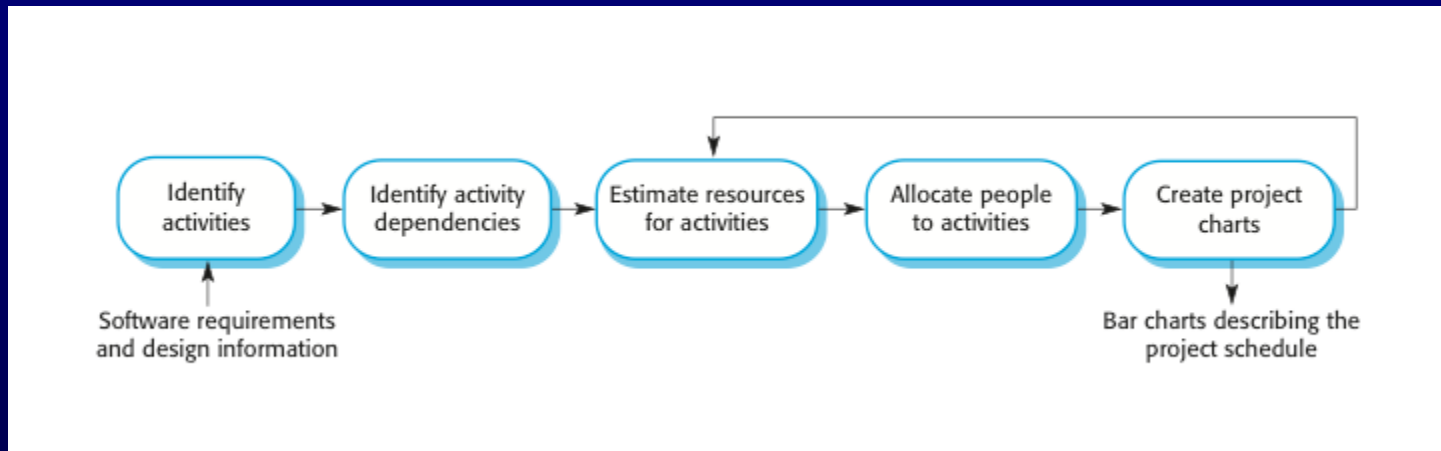 Identify
activities
Identify activity
dependencies
Estimate resources
for activities
Allocate people
to activities
Create project
charts
Software requirements
and design information
Bar charts describing the
project schedule